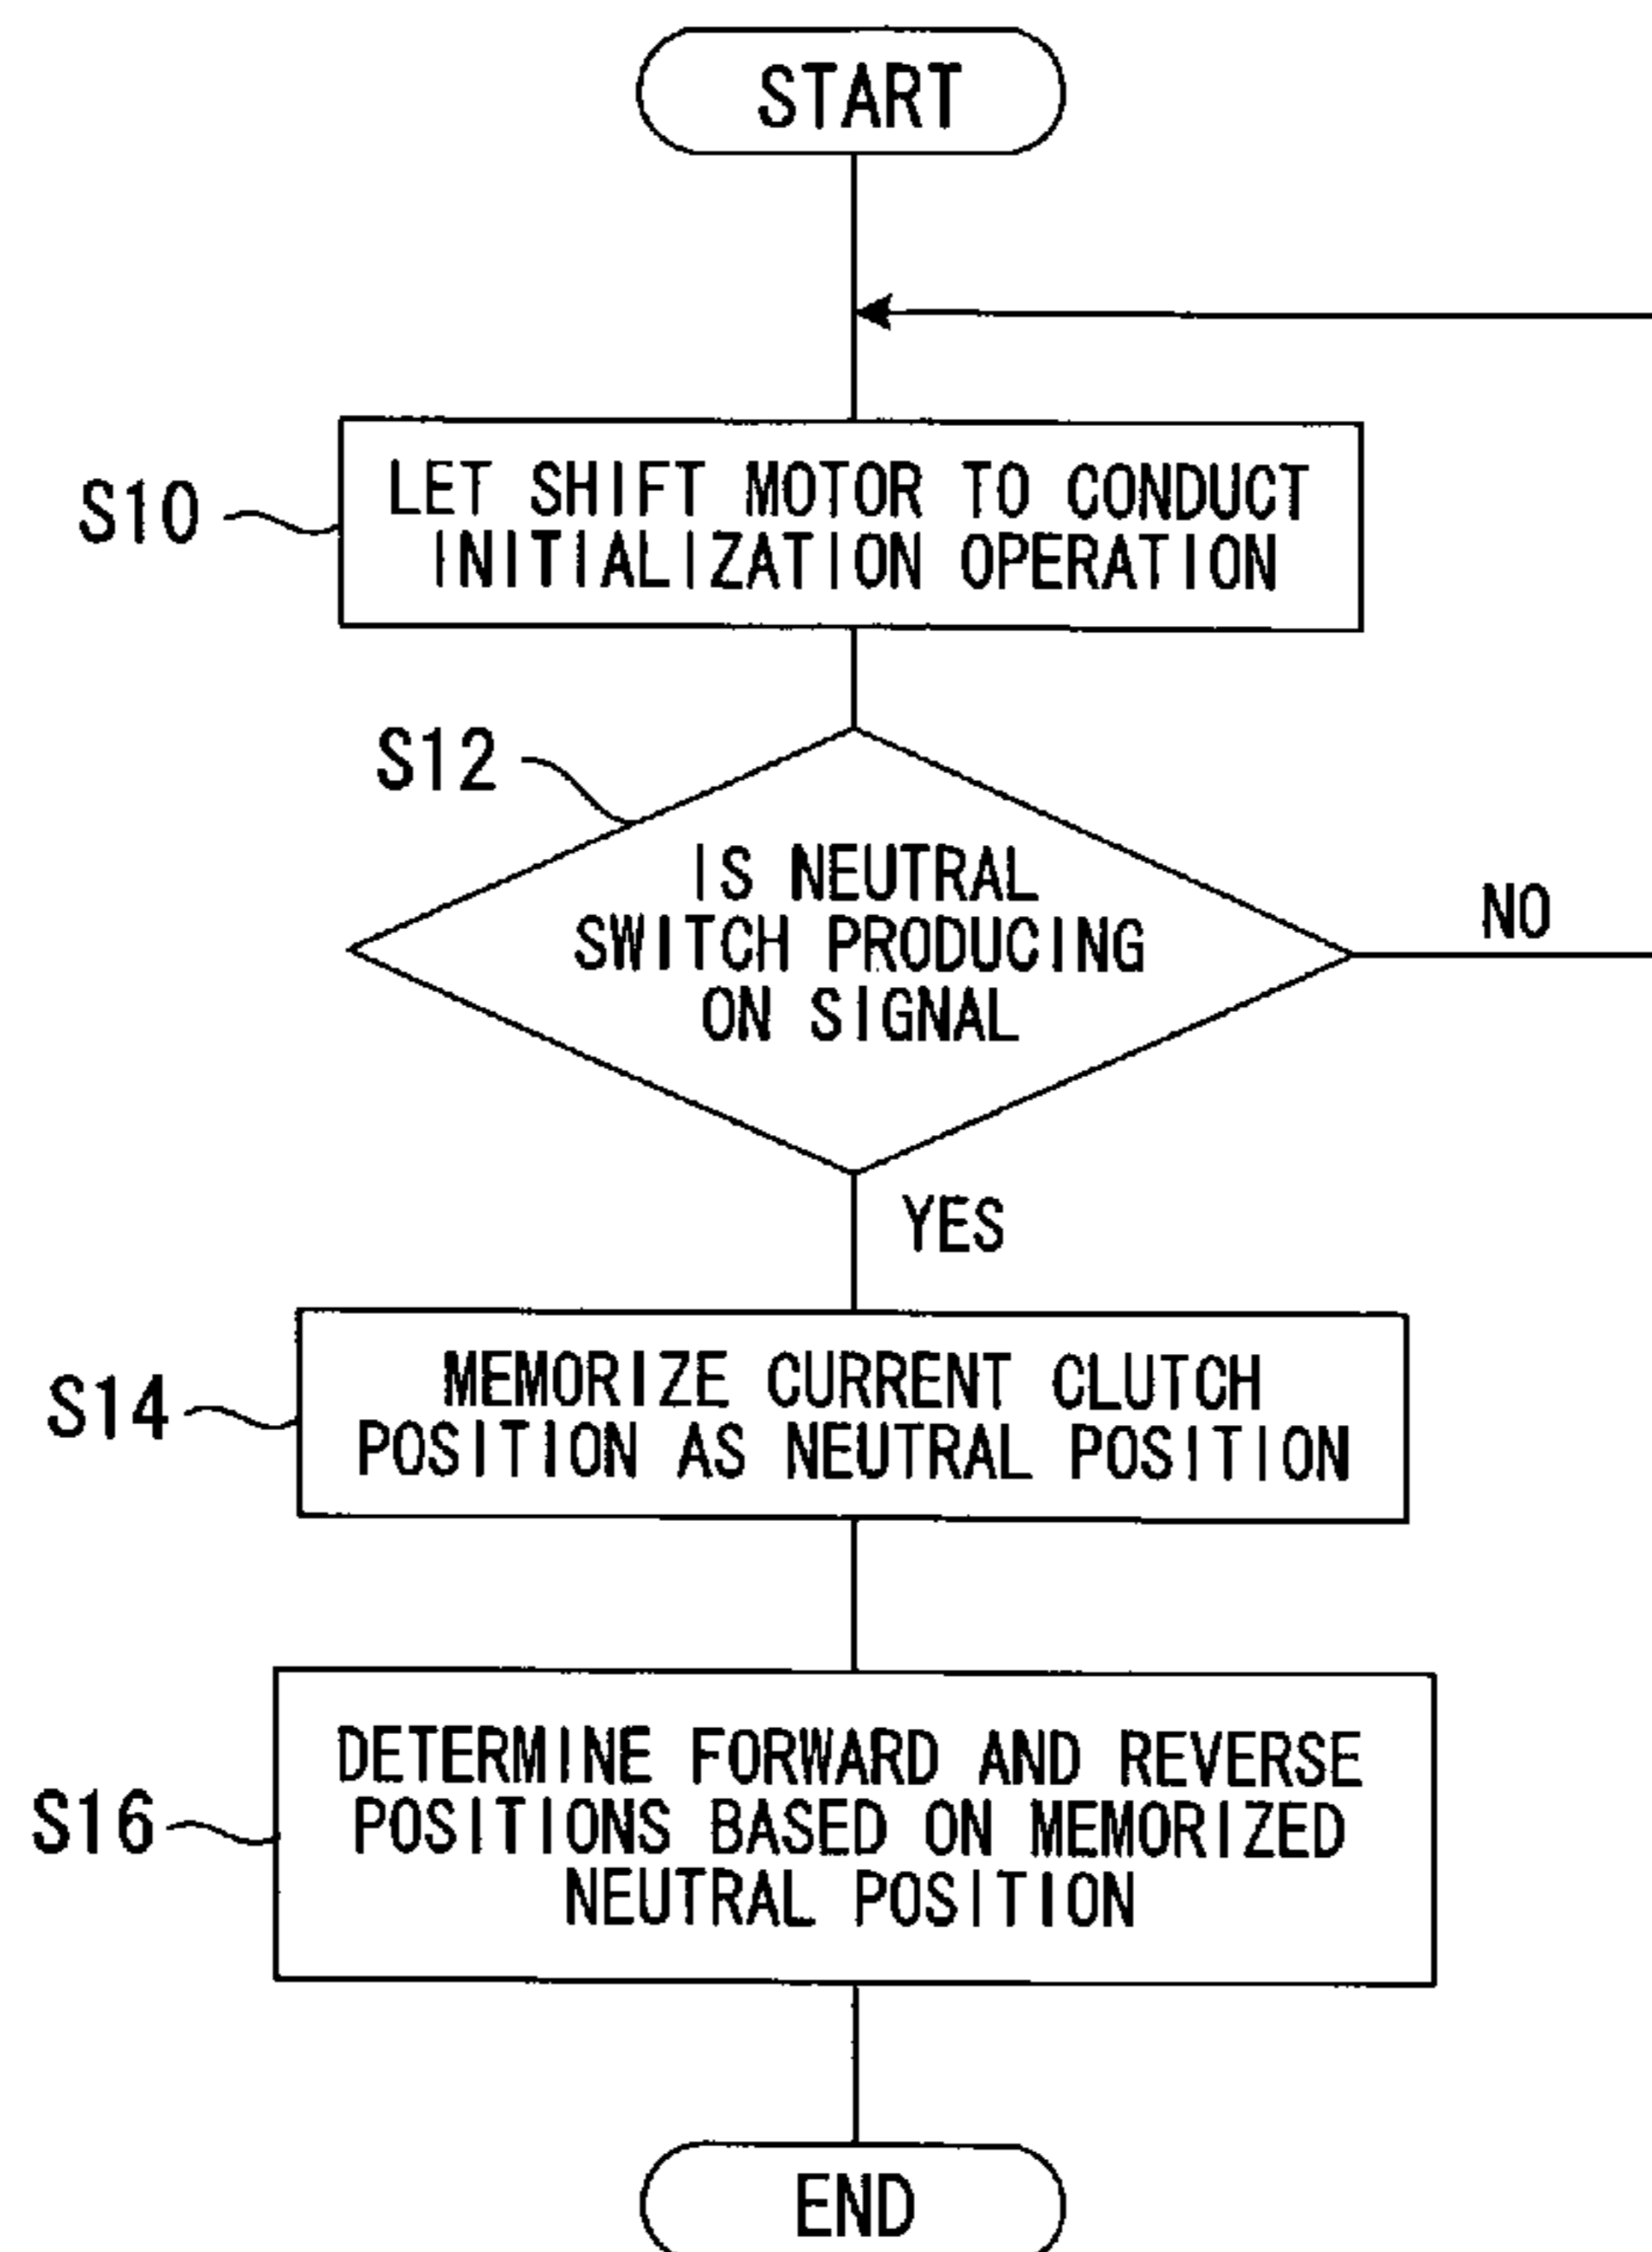 START
S10
LET SHIFT MOTOR TO CONDUCT
INITIALIZATION OPERATION
S12
IS NEUTRAL
SWITCH PRODUCING
ON SIGNAL
NO
YES
S14
MEMORIZE CURRENT CLUTCH
POSITION AS NEUTRAL POSITION
S16
DETERMINE FORWARD AND REVERSE
POSITIONS BASED ON MEMORIZED
NEUTRAL POSITION
END